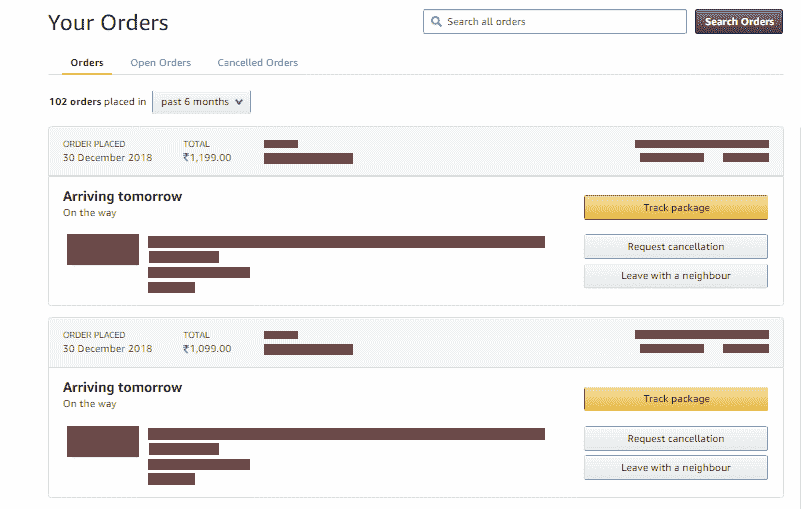 Your Orders
Search all orders
Search Orders
Orders Open Orders Cancelled Orders
102 orders placed in past 6 months
ORDER PLACED TOTAL
30 December 2018 ₹1,199.00
Arriving tomorrow
On the way
Track package
Request cancellation
Leave with a neighbour
ORDER PLACED TOTAL
30 December 2018 ₹1,099.00
Arriving tomorrow
On the way
Track package
Request cancellation
Leave with a neighbour